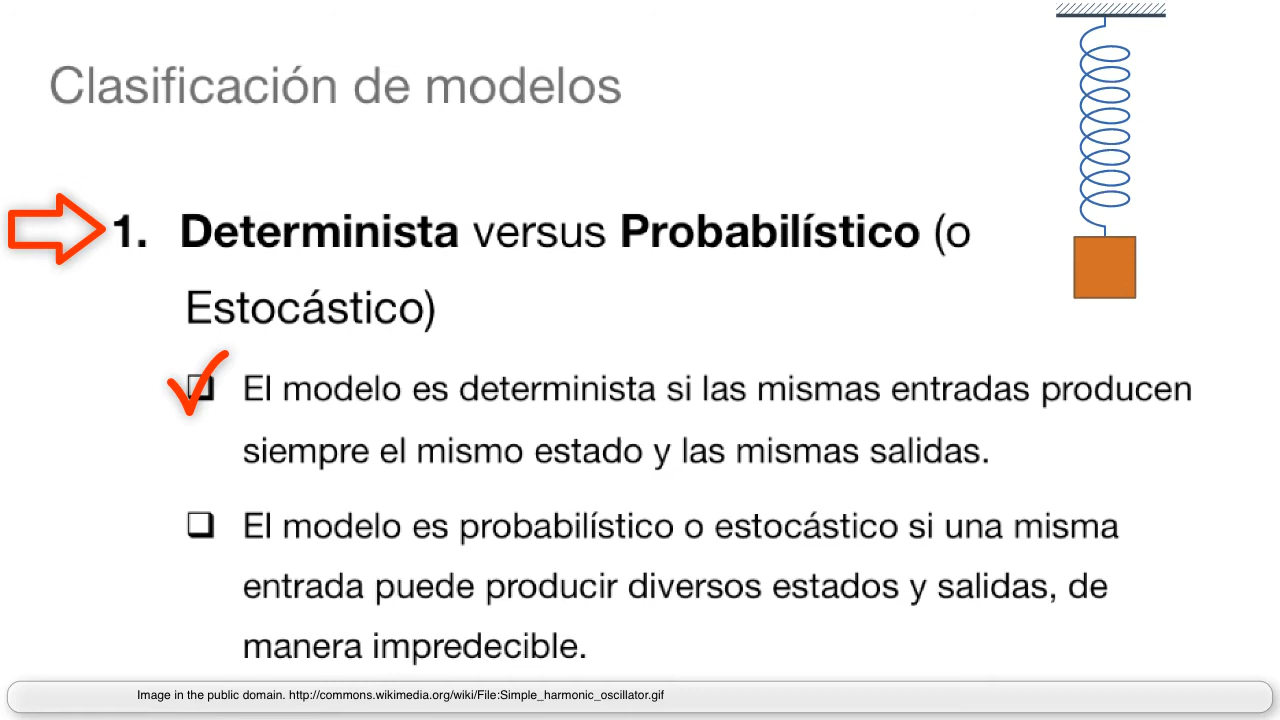 Clasificación de modelos
1. Determinista versus Probabilístico (o
Estocástico)
El modelo es determinista si las mismas entradas producen
siempre el mismo estado y las mismas salidas.
El modelo es probabilístico o estocástico si una misma
entrada puede producir diversos estados y salidas, de
manera impredecible.
Image in the public domain. http://commons.wikimedia.org/wiki/File:Simple_harmonic_oscillator.gif